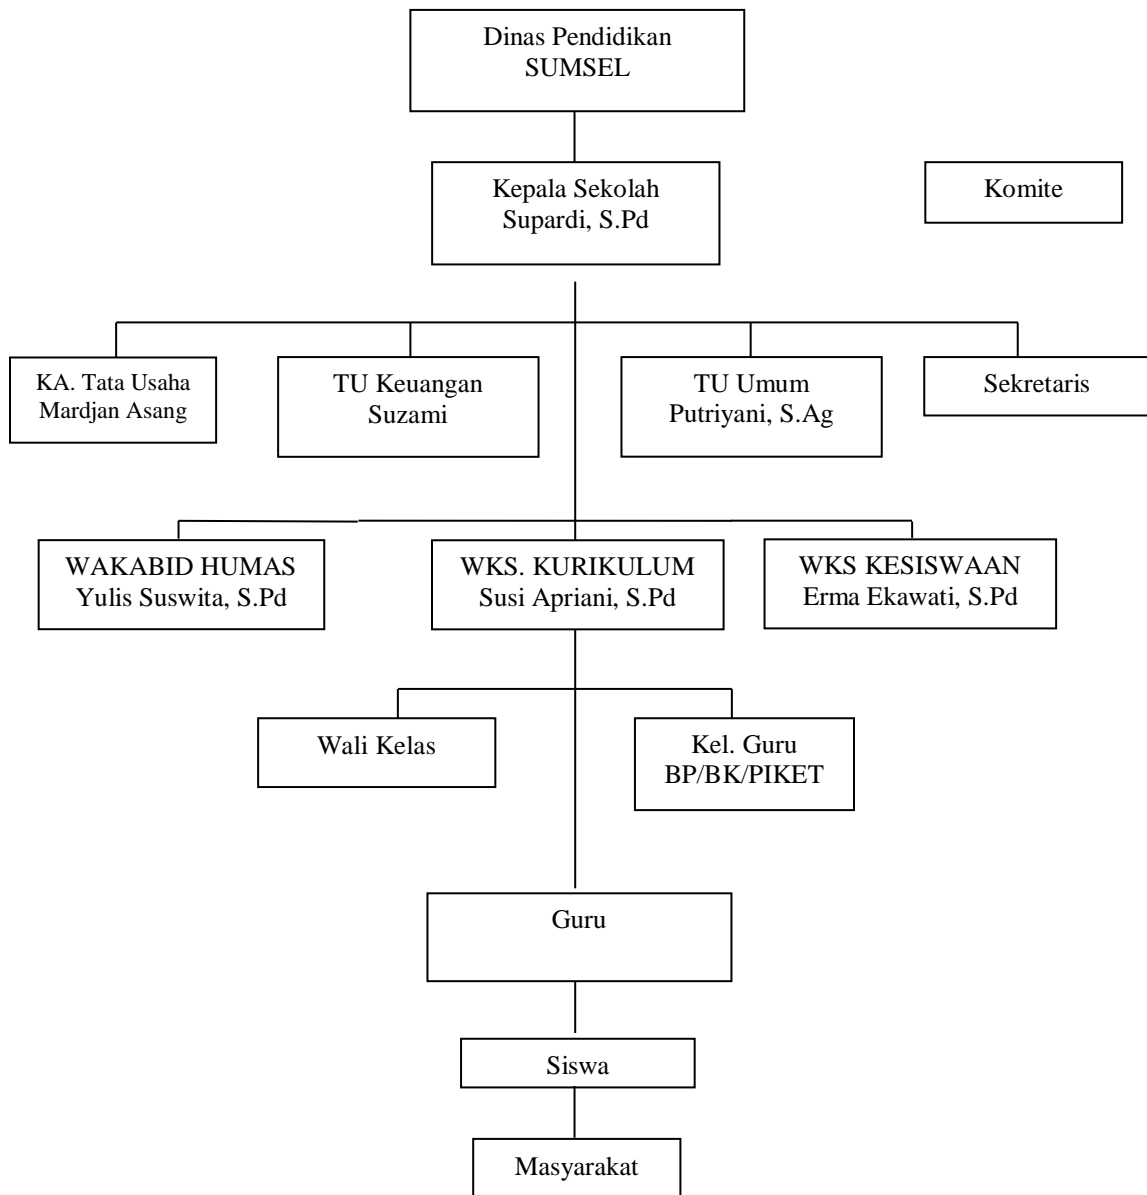 Dinas Pendidikan
SUMSEL
Kepala Sekolah
Supardi, S.Pd
Komite
KA. Tata Usaha
Mardjan Asang
TU Keuangan
Suzami
TU Umum
Putriyani, S.Ag
Sekretaris
WAKABID HUMAS
Yulis Suswita, S.Pd
WKS. KURIKULUM
Susi Apriani, S.Pd
WKS KESISWAAN
Erma Ekawati, S.Pd
Wali Kelas
Kel. Guru
BP/BK/PIKET
Guru
Siswa
Masyarakat